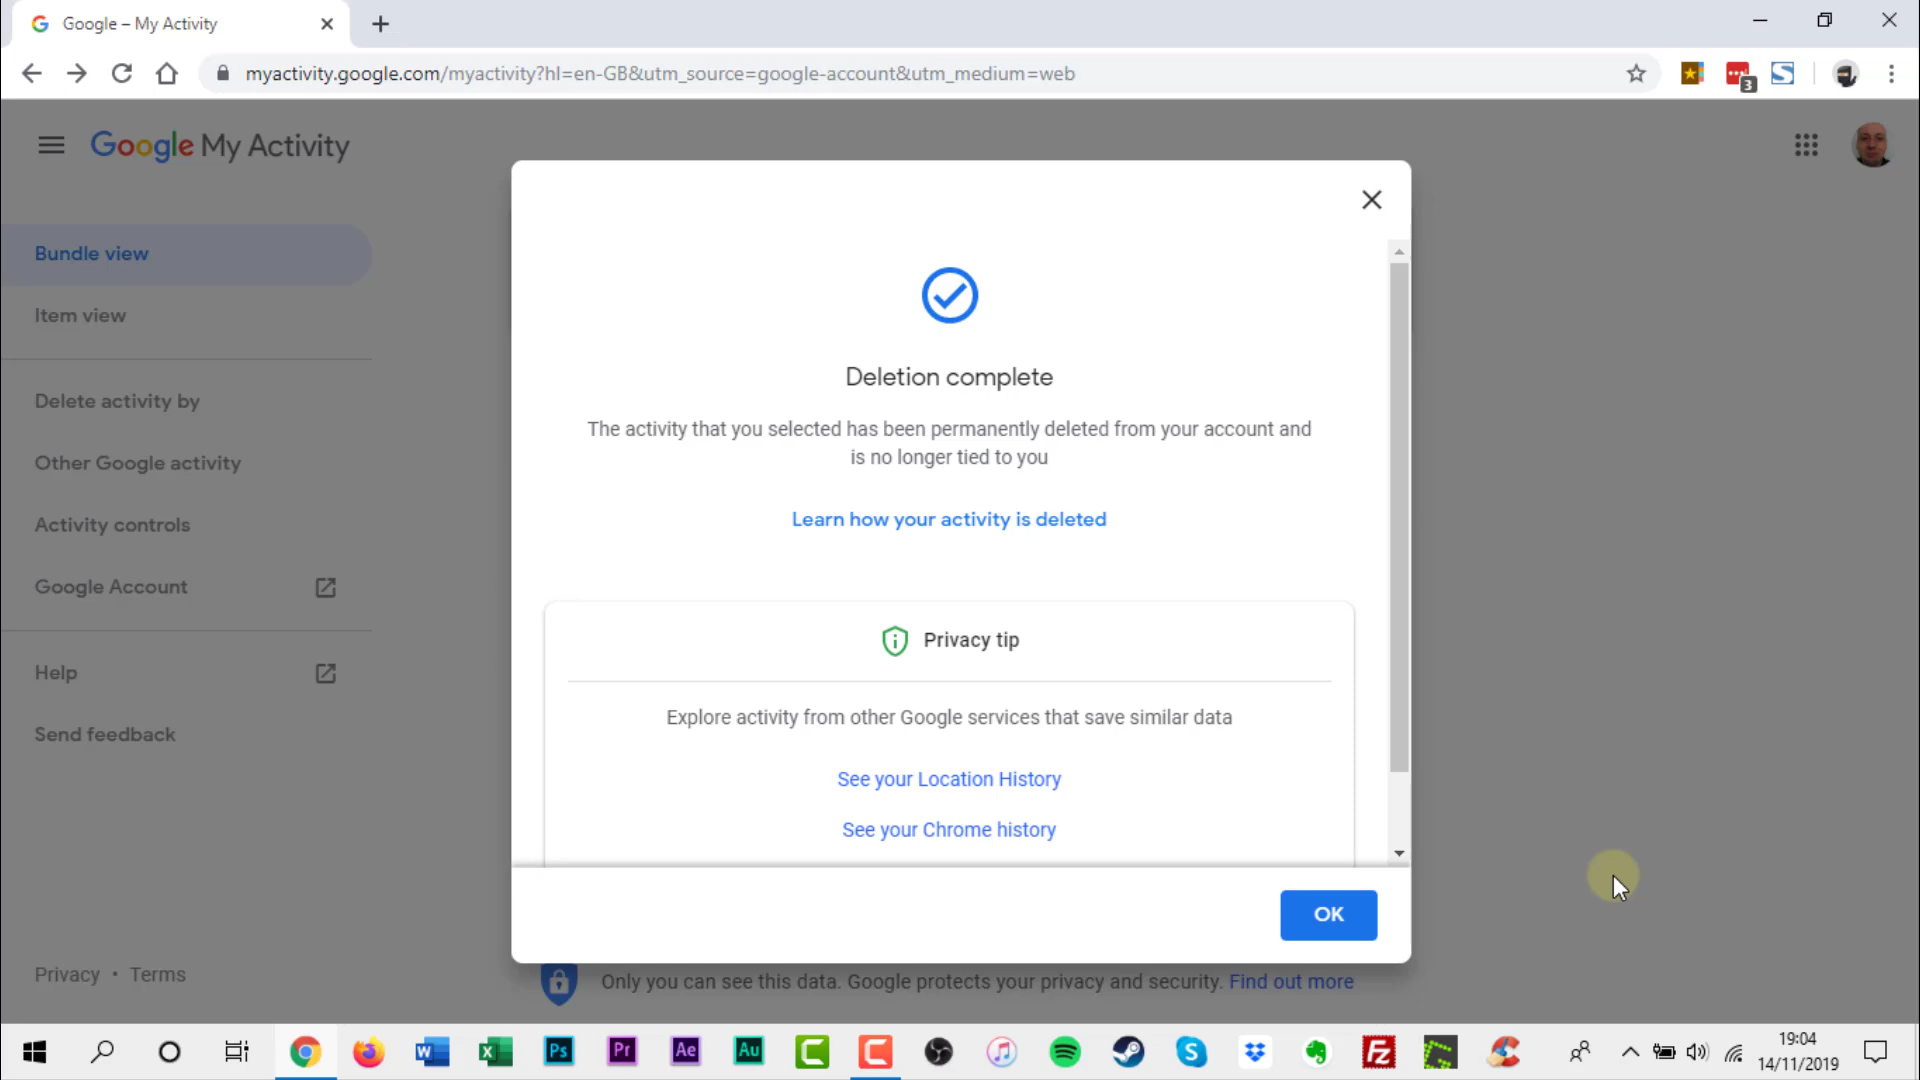 Google – My Activity
myactivity.google.com/myactivity?hl=en-GB&utm_source=google-account&utm_medium=web
3
Google My Activity
Bundle view
Item view
Delete activity by
Other Google activity
Activity controls
Google Account
Help
Send feedback
Privacy • Terms
Deletion complete
The activity that you selected has been permanently deleted from your account and
is no longer tied to you
Learn how your activity is deleted
Privacy tip
Explore activity from other Google services that save similar data
See your Location History
See your Chrome history
OK
Only you can see this data. Google protects your privacy and security. Find out more
Ps
Pr
Ae
Au
19:04
14/11/2019